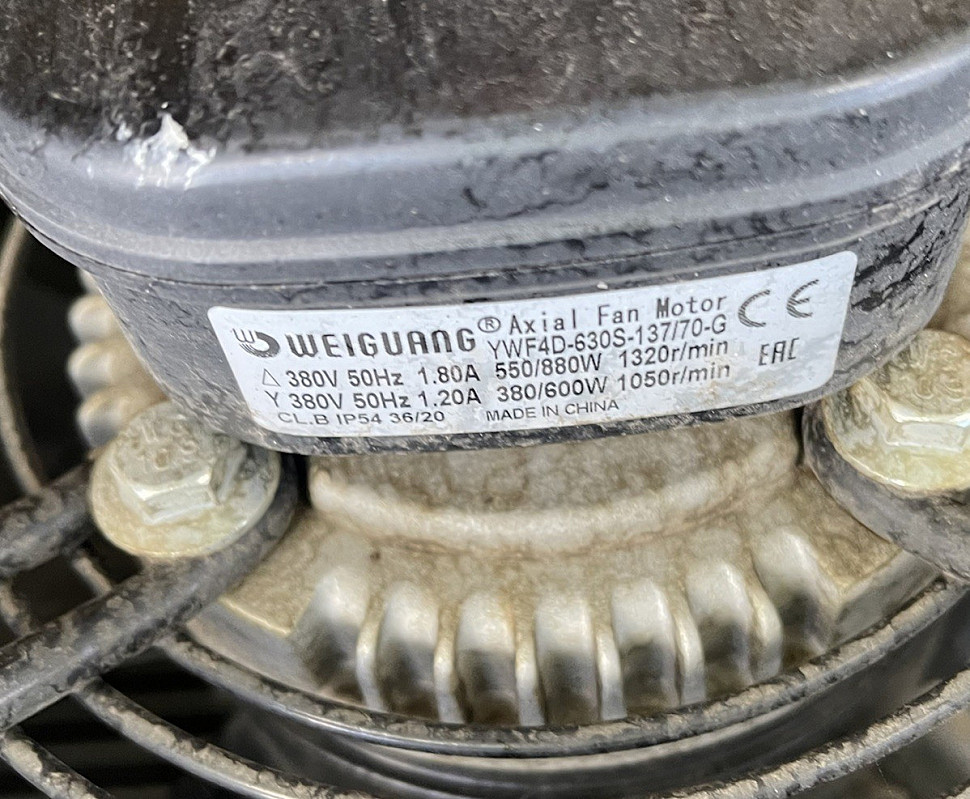 WEIGUANG® Axial Fan Motor CE
YWF4D-630S-137/70-G
△ 380V 50Hz 1.80A 550/880W 1320r/min EAC
Y 380V 50Hz 1.20A 380/600W 1050r/min
CL.B IP54 36/20 MADE IN CHINA